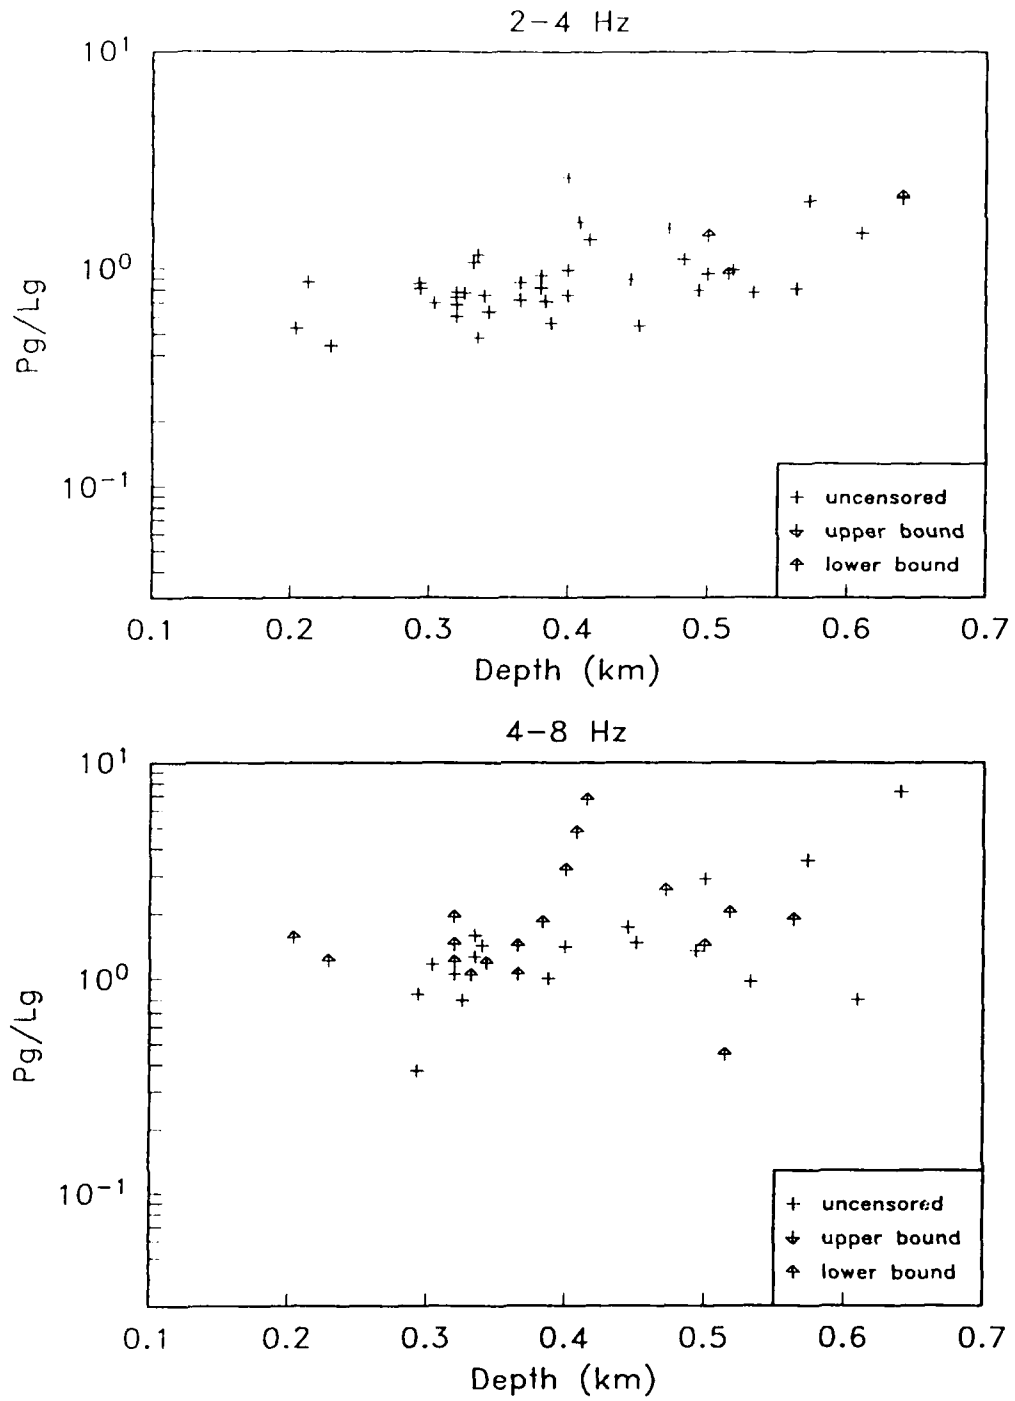 2-4 Hz
10^1
10^0
10^-1
Pg/Lg
uncensored
upper bound
lower bound
0.1 0.2 0.3 0.4 0.5 0.6 0.7
Depth (km)
4-8 Hz
10^1
10^0
10^-1
Pg/Lg
uncensored
upper bound
lower bound
0.1 0.2 0.3 0.4 0.5 0.6 0.7
Depth (km)